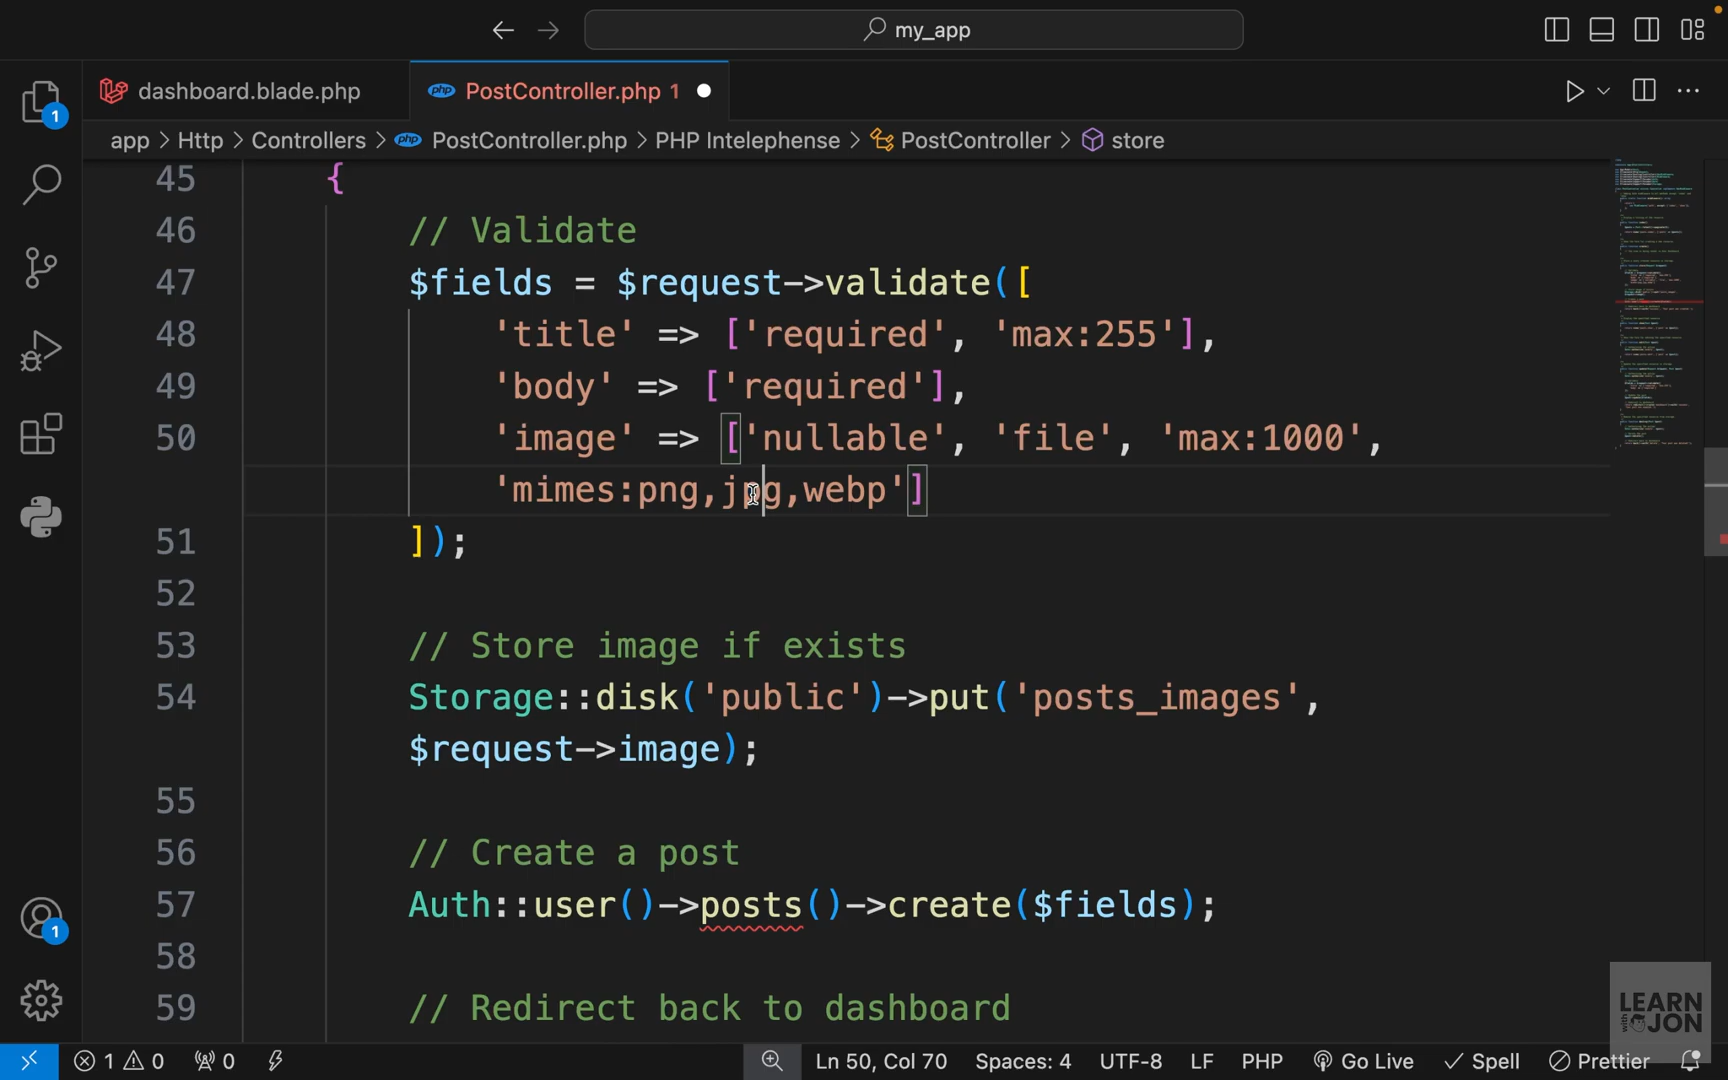 my_app
dashboard.blade.php
PostController.php 1
app > Http > Controllers > PostController.php > PHP Intelephense > PostController > store
45 {
46 // Validate
47 $fields = $request->validate([
48 'title' => ['required', 'max:255'],
49 'body' => ['required'],
50 'image' => ['nullable', 'file', 'max:1000',
'mimes:png,jpg,webp']
51 ]);
52
53 // Store image if exists
54 Storage::disk('public')->put('posts_images',
$request->image);
55
56 // Create a post
57 Auth::user()->posts()->create($fields);
58
59 // Redirect back to dashboard
1
1
LEARN
with JON
1 0 0 Ln 50, Col 70 Spaces: 4 UTF-8 LF PHP Go Live Spell Prettier